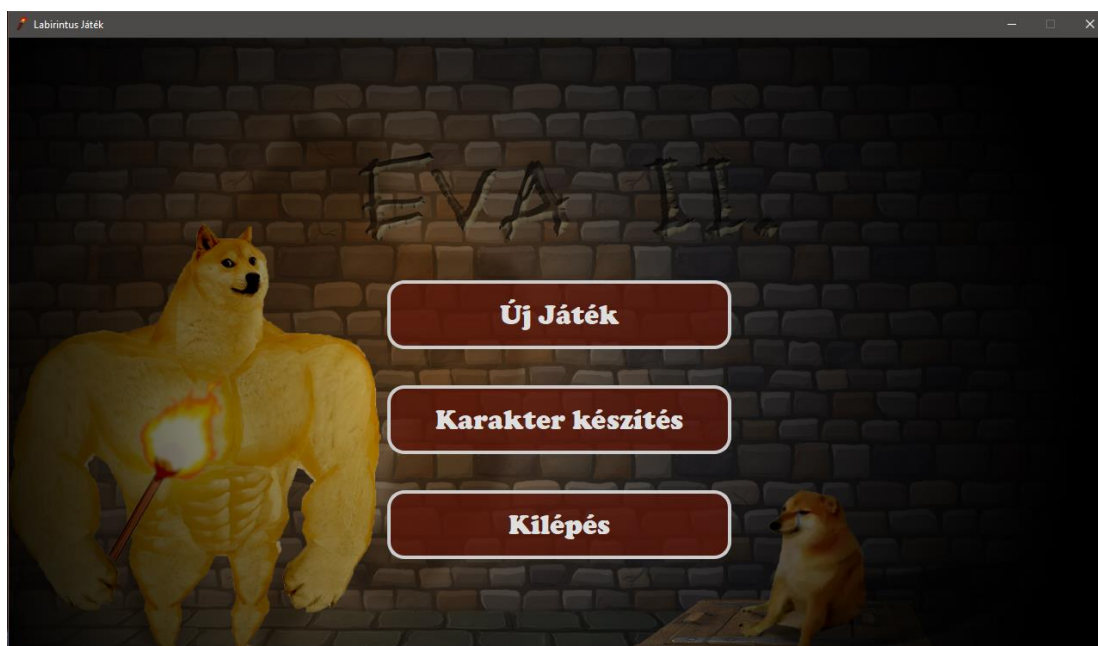 Labirintus Játék
EVA II.
Új Játék
Karakter készítés
Kilépés